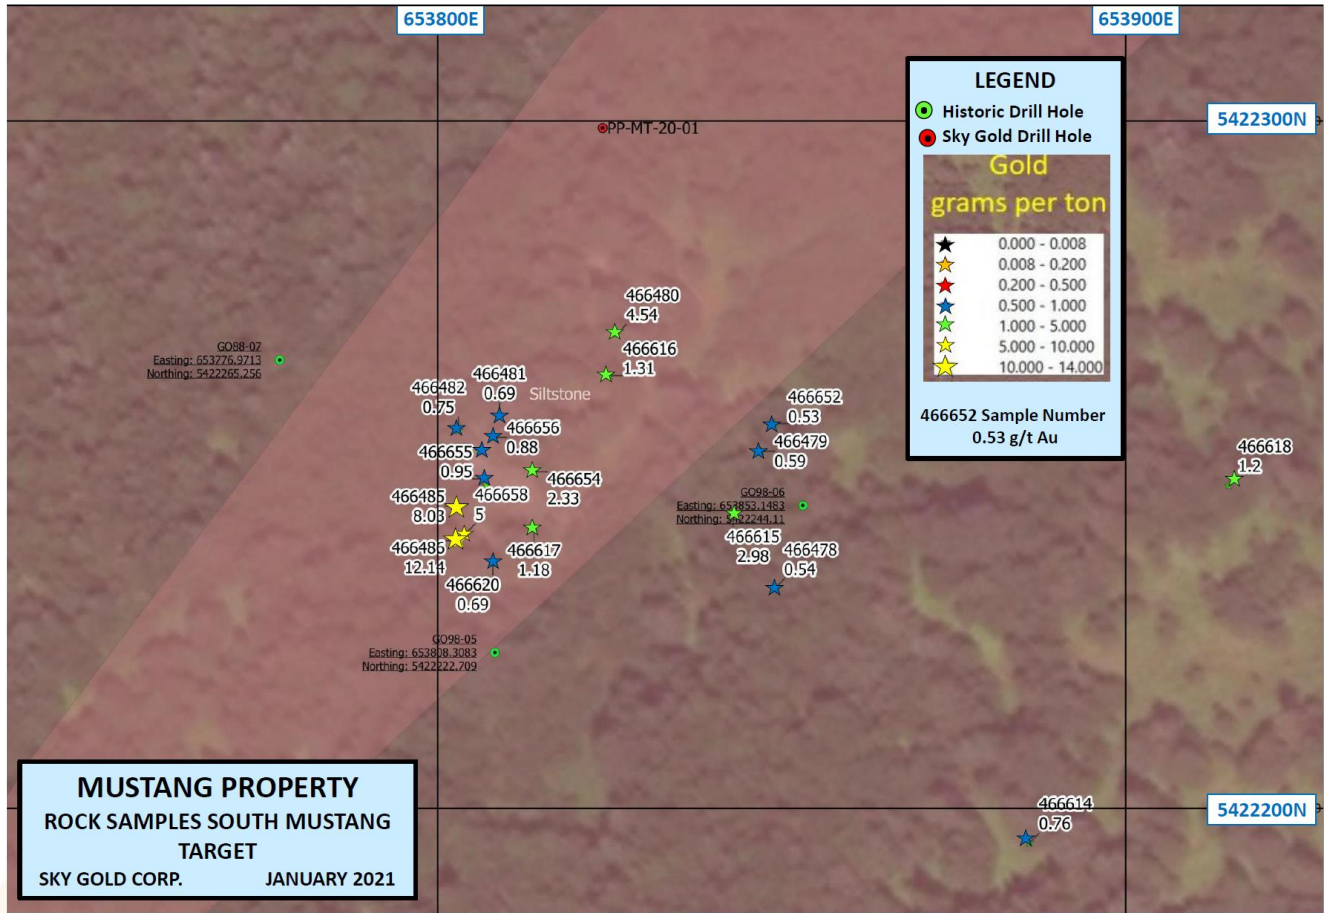 653800E
653900E
LEGEND
Historic Drill Hole
Sky Gold Drill Hole
Gold
grams per ton
0.000 - 0.008
0.008 - 0.200
0.200 - 0.500
0.500 - 1.000
1.000 - 5.000
5.000 - 10.000
10.000 - 14.000
466652 Sample Number
0.53 g/t Au
5422300N
PP-MT-20-01
466480
4.54
466616
1.31
GO88-07
Easting: 653776.9713
Northing: 5422265.256
466481
0.69
466482
0.75
Siltstone
466656
0.88
466655
0.95
466654
2.33
466652
0.53
466479
0.59
466618
1.2
466485
8.03
466658
5
GO98-06
Easting: 653853.1483
Northing: 5422244.11
466615
2.98
466478
0.54
466486
12.14
466617
1.18
466620
0.69
GO98-05
Easting: 653808.3083
Northing: 5422222.709
466614
0.76
5422200N
MUSTANG PROPERTY
ROCK SAMPLES SOUTH MUSTANG
TARGET
SKY GOLD CORP. JANUARY 2021